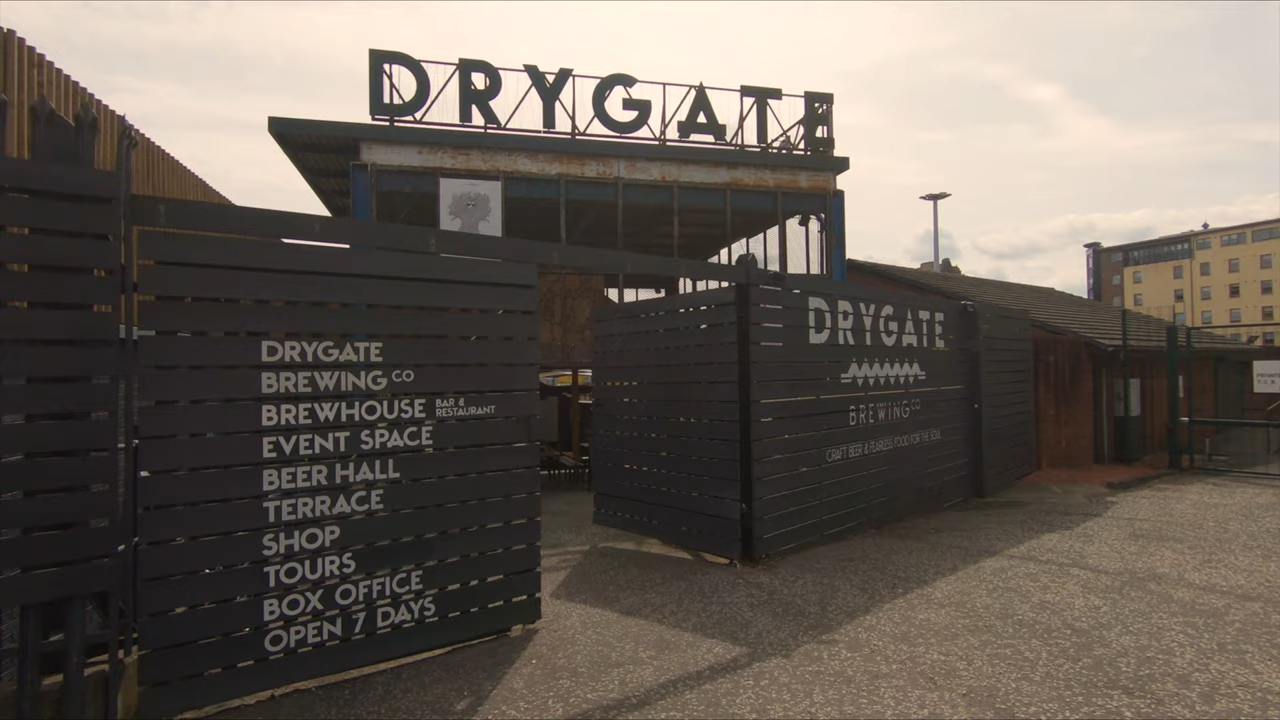 DRYGATE
DRYGATE
BREWING CO
BREWHOUSE BAR & RESTAURANT
EVENT SPACE
BEER HALL
TERRACE
SHOP
TOURS
BOX OFFICE
OPEN 7 DAYS
DRYGATE
BREWING CO
CRAFT BEER & FEARLESS FOOD FOR THE SOUL